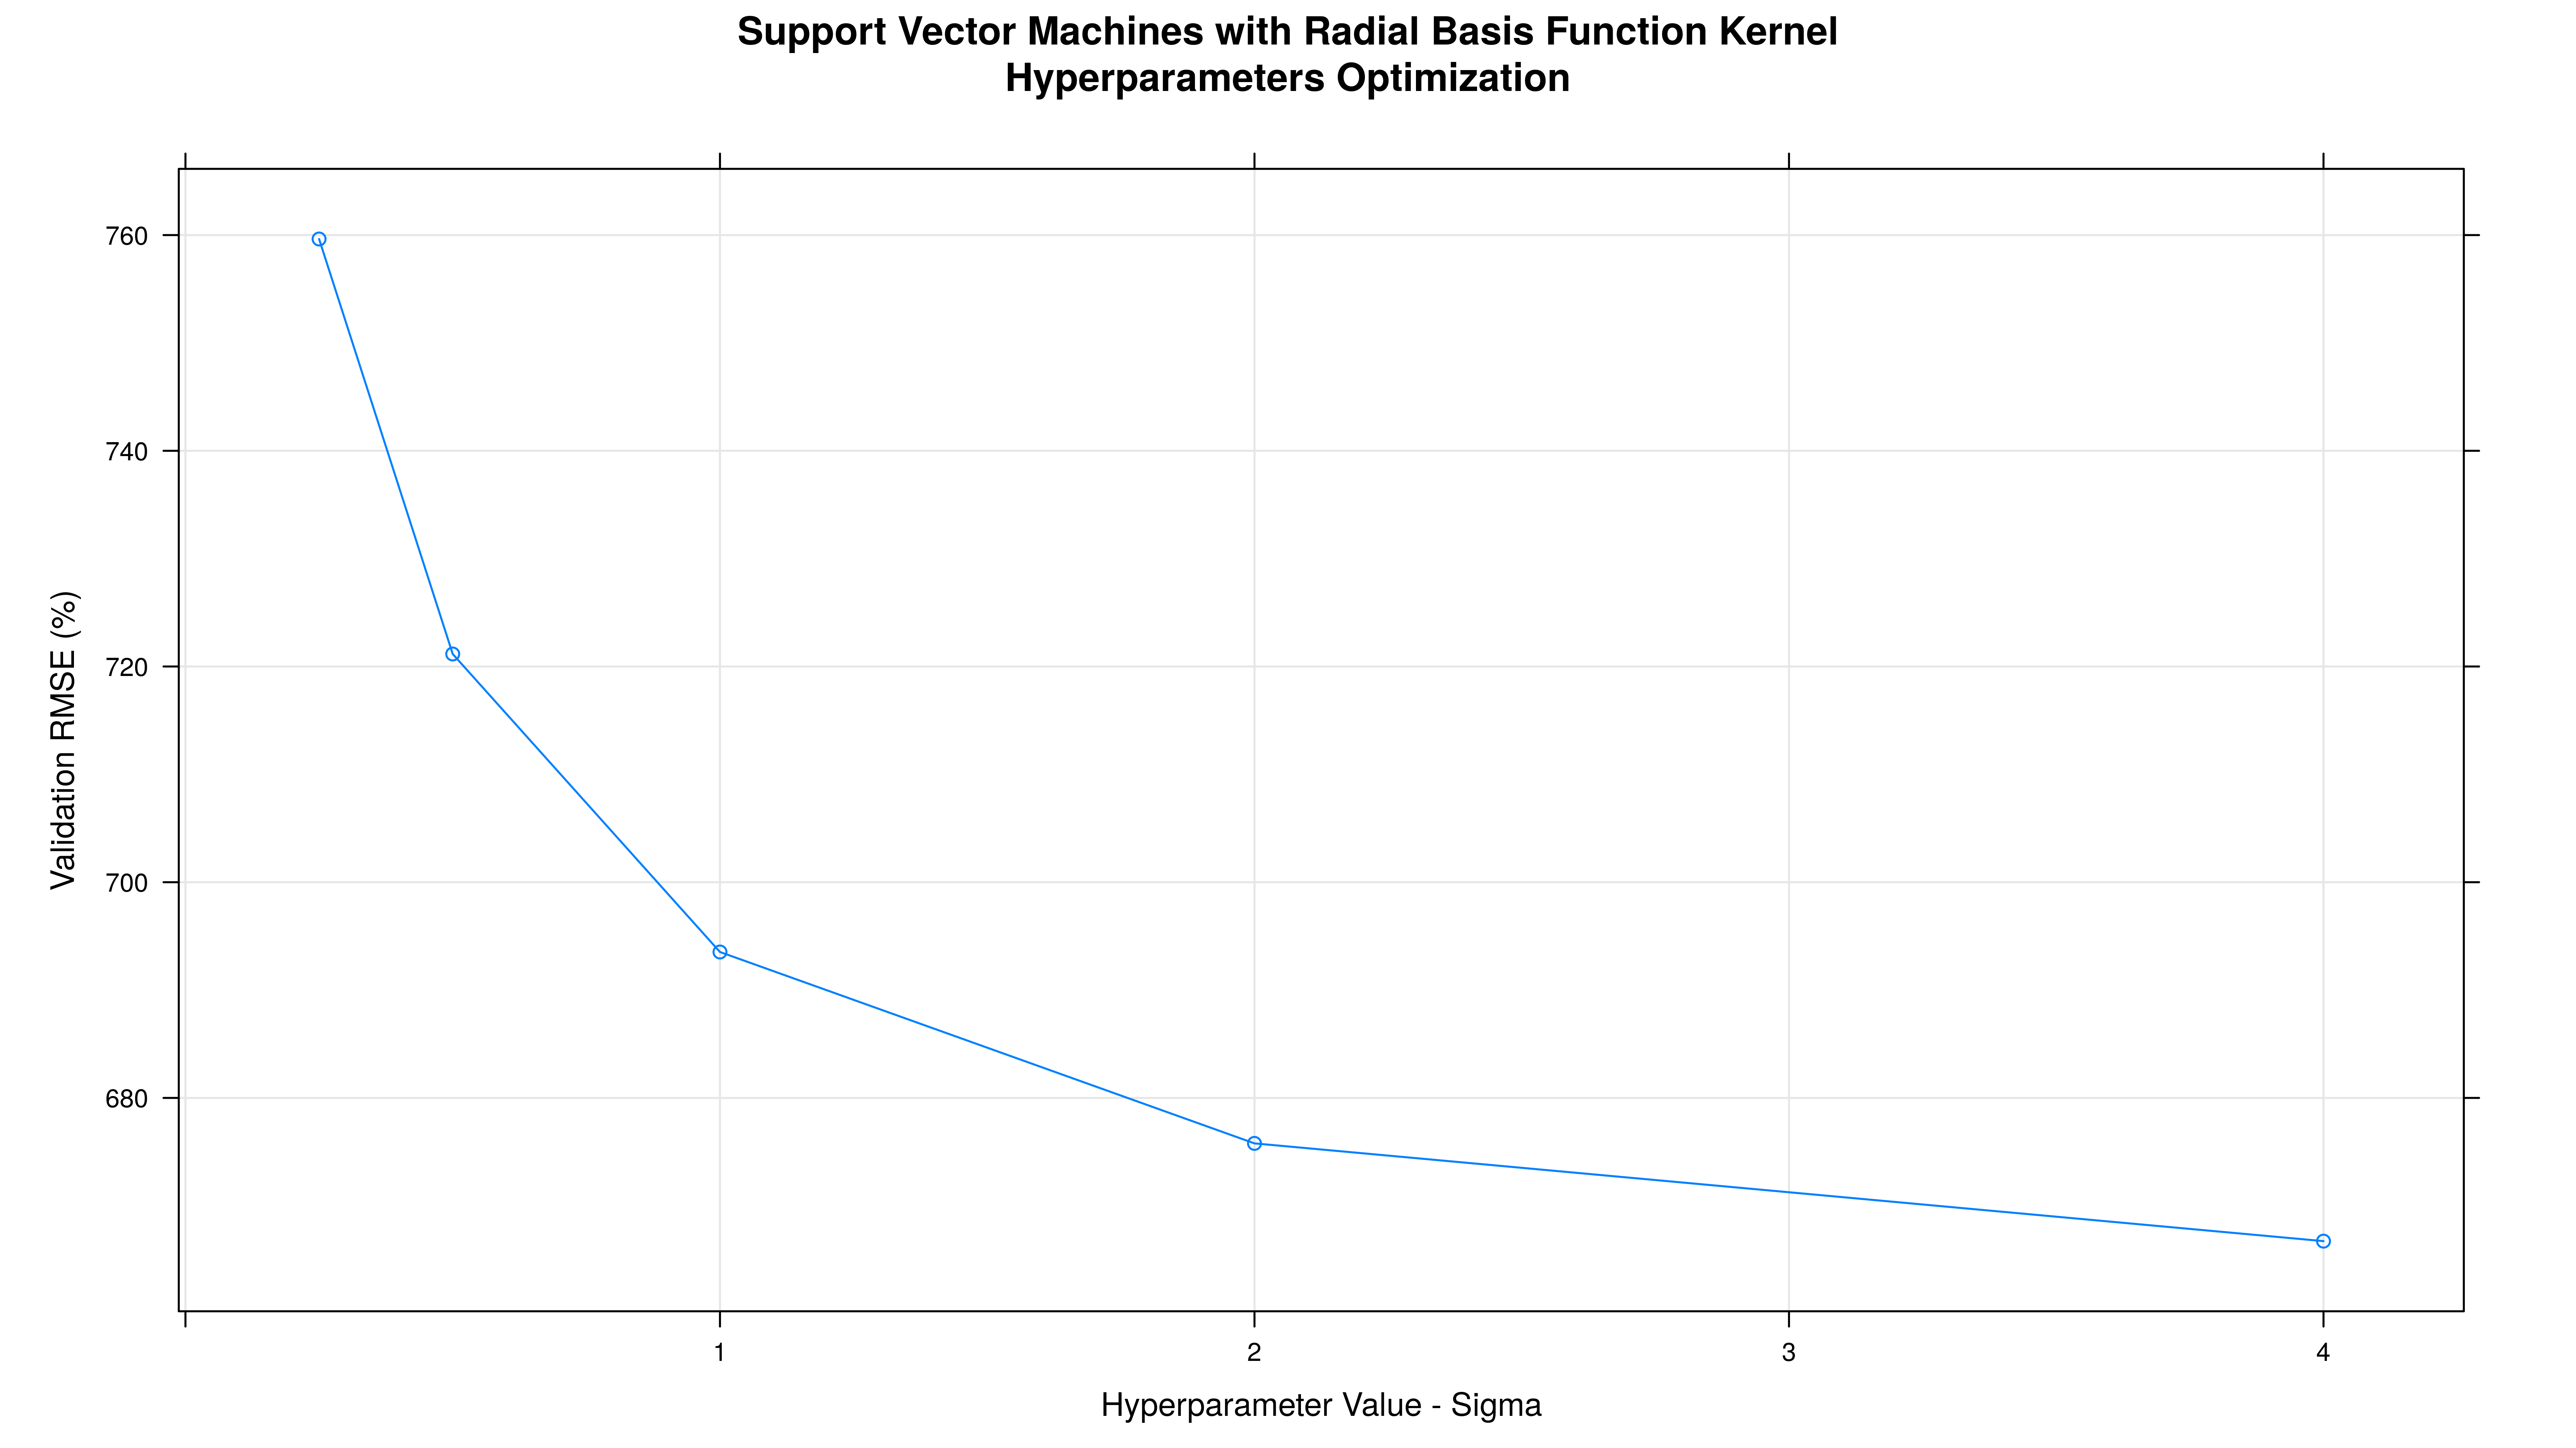 Support Vector Machines with Radial Basis Function Kernel
Hyperparameters Optimization
760
740
720
700
680
Validation RMSE (%)
1
2
3
4
Hyperparameter Value - Sigma